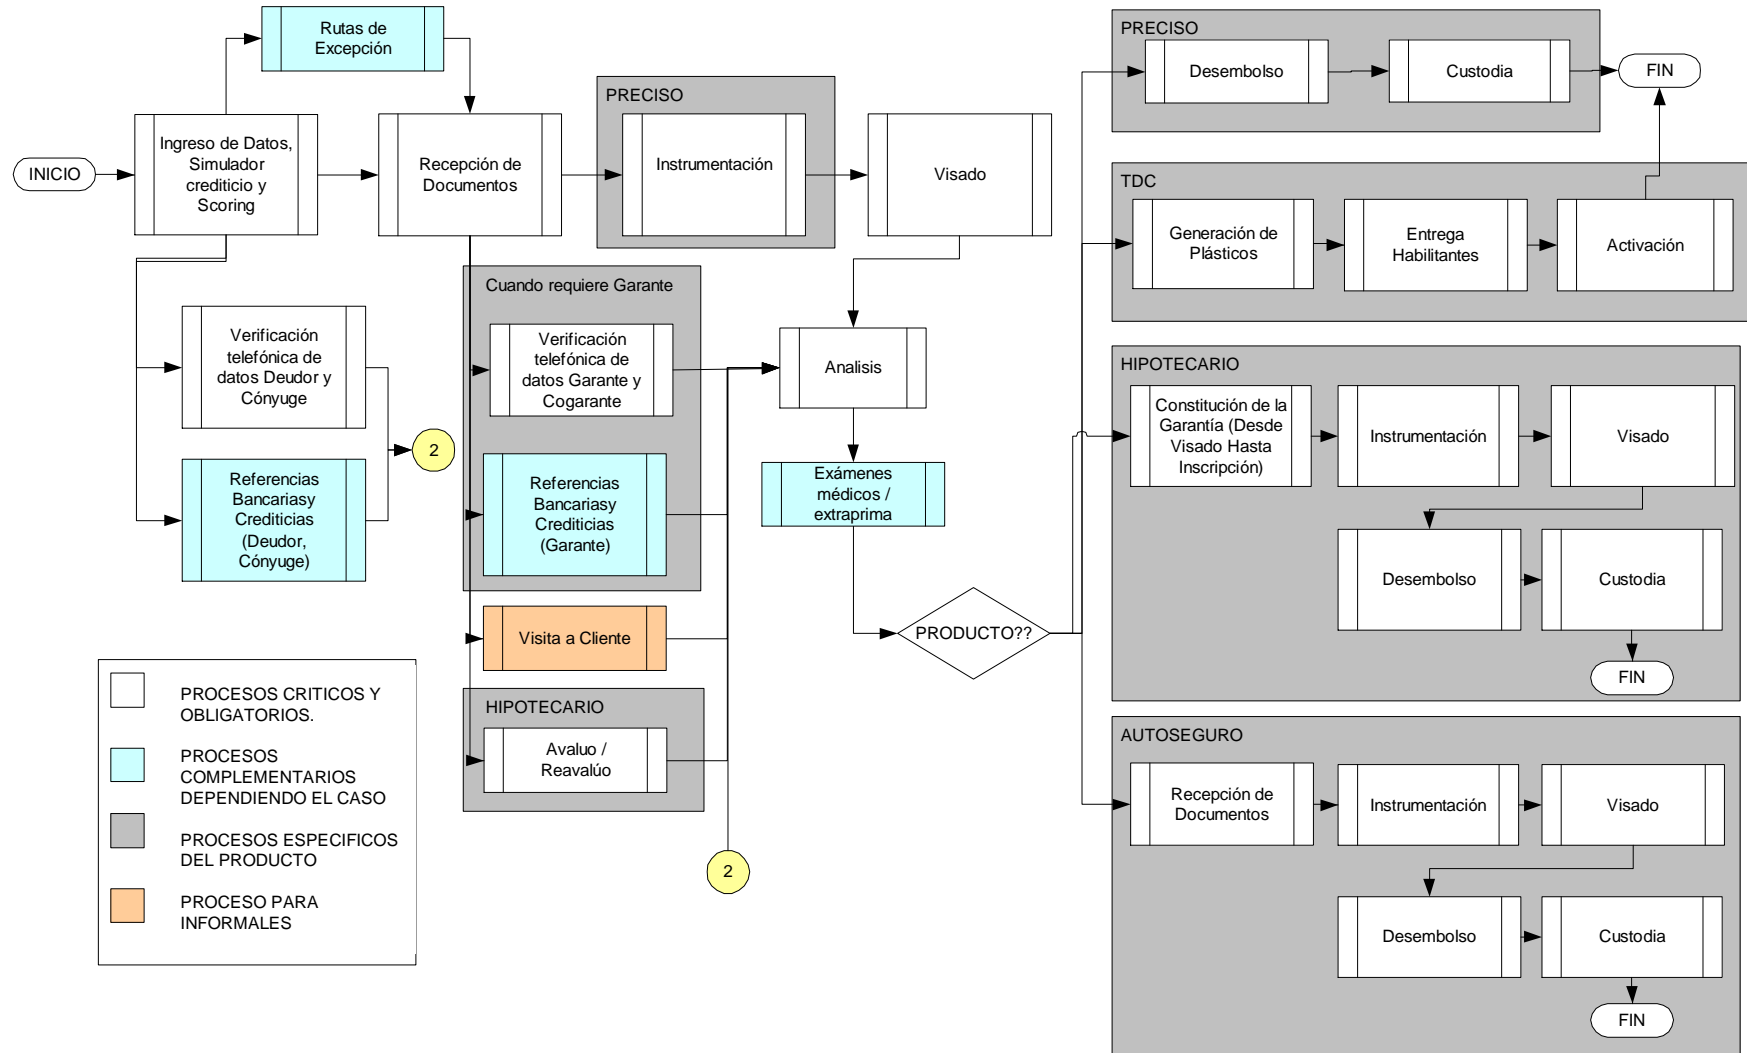 Rutas de
Excepción
INICIO
Ingreso de Datos,
Simulador
crediticio y
Scoring
Recepción de
Documentos
PRECISO
Instrumentación
Visado
Verificación
telefónica de
datos Deudor y
Cónyuge
Referencias
Bancariasy
Crediticias
(Deudor,
Cónyuge)
2
Cuando requiere Garante
Verificación
telefónica de
datos Garante y
Cogarante
Referencias
Bancariasy
Crediticias
(Garante)
Visita a Cliente
HIPOTECARIO
Avaluo /
Reavalúo
2
Analisis
Exámenes
médicos /
extraprima
PRODUCTO??
PRECISO
Desembolso
Custodia
FIN
TDC
Generación de
Plásticos
Entrega
Habilitantes
Activación
HIPOTECARIO
Constitución de la
Garantía (Desde
Visado Hasta
Inscripción)
Instrumentación
Visado
Desembolso
Custodia
FIN
AUTOSEGURO
Recepción de
Documentos
Instrumentación
Visado
Desembolso
Custodia
FIN
PROCESOS CRITICOS Y
OBLIGATORIOS.
PROCESOS
COMPLEMENTARIOS
DEPENDIENDO EL CASO
PROCESOS ESPECIFICOS
DEL PRODUCTO
PROCESO PARA
INFORMALES